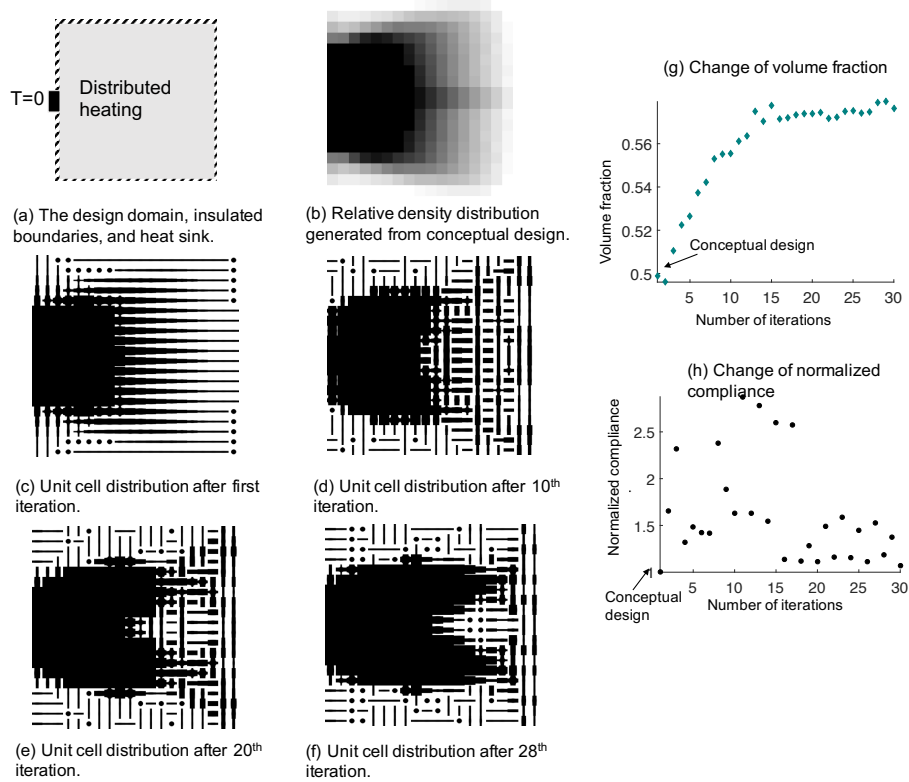 T=0
Distributed
heating
(a) The design domain, insulated
boundaries, and heat sink.
(b) Relative density distribution
generated from conceptual design.
(c) Unit cell distribution after first
iteration.
(d) Unit cell distribution after 10th
iteration.
(e) Unit cell distribution after 20th
iteration.
(f) Unit cell distribution after 28th
iteration.
(g) Change of volume fraction
Volume fraction
0.56
0.54
0.52
0.5
Conceptual design
5 10 15 20 25 30
Number of iterations
(h) Change of normalized
compliance
Normalized compliance
2.5
2
1.5
1
5 10 15 20 25 30
Conceptual
design
Number of iterations